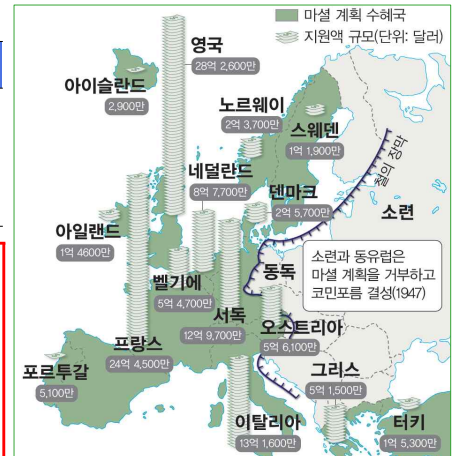 마셜 계획 수혜국
지원액 규모(단위: 달러)
영국
28억 2,600만
아이슬란드
2,900만
노르웨이
2억 3,700만
스웨덴
1억 1,900만
철의 장막
네덜란드
8억 7,700만
덴마크
2억 5,700만
소련
아일랜드
1억 4600만
벨기에
5억 4,700만
동독
소련과 동유럽은
마셜 계획을 거부하고
코민포름 결성(1947)
서독
12억 9,700만
오스트리아
5억 6,100만
프랑스
24억 4,500만
포르투갈
5,100만
그리스
5억 1,500만
이탈리아
13억 1,600만
터키
1억 5,300만